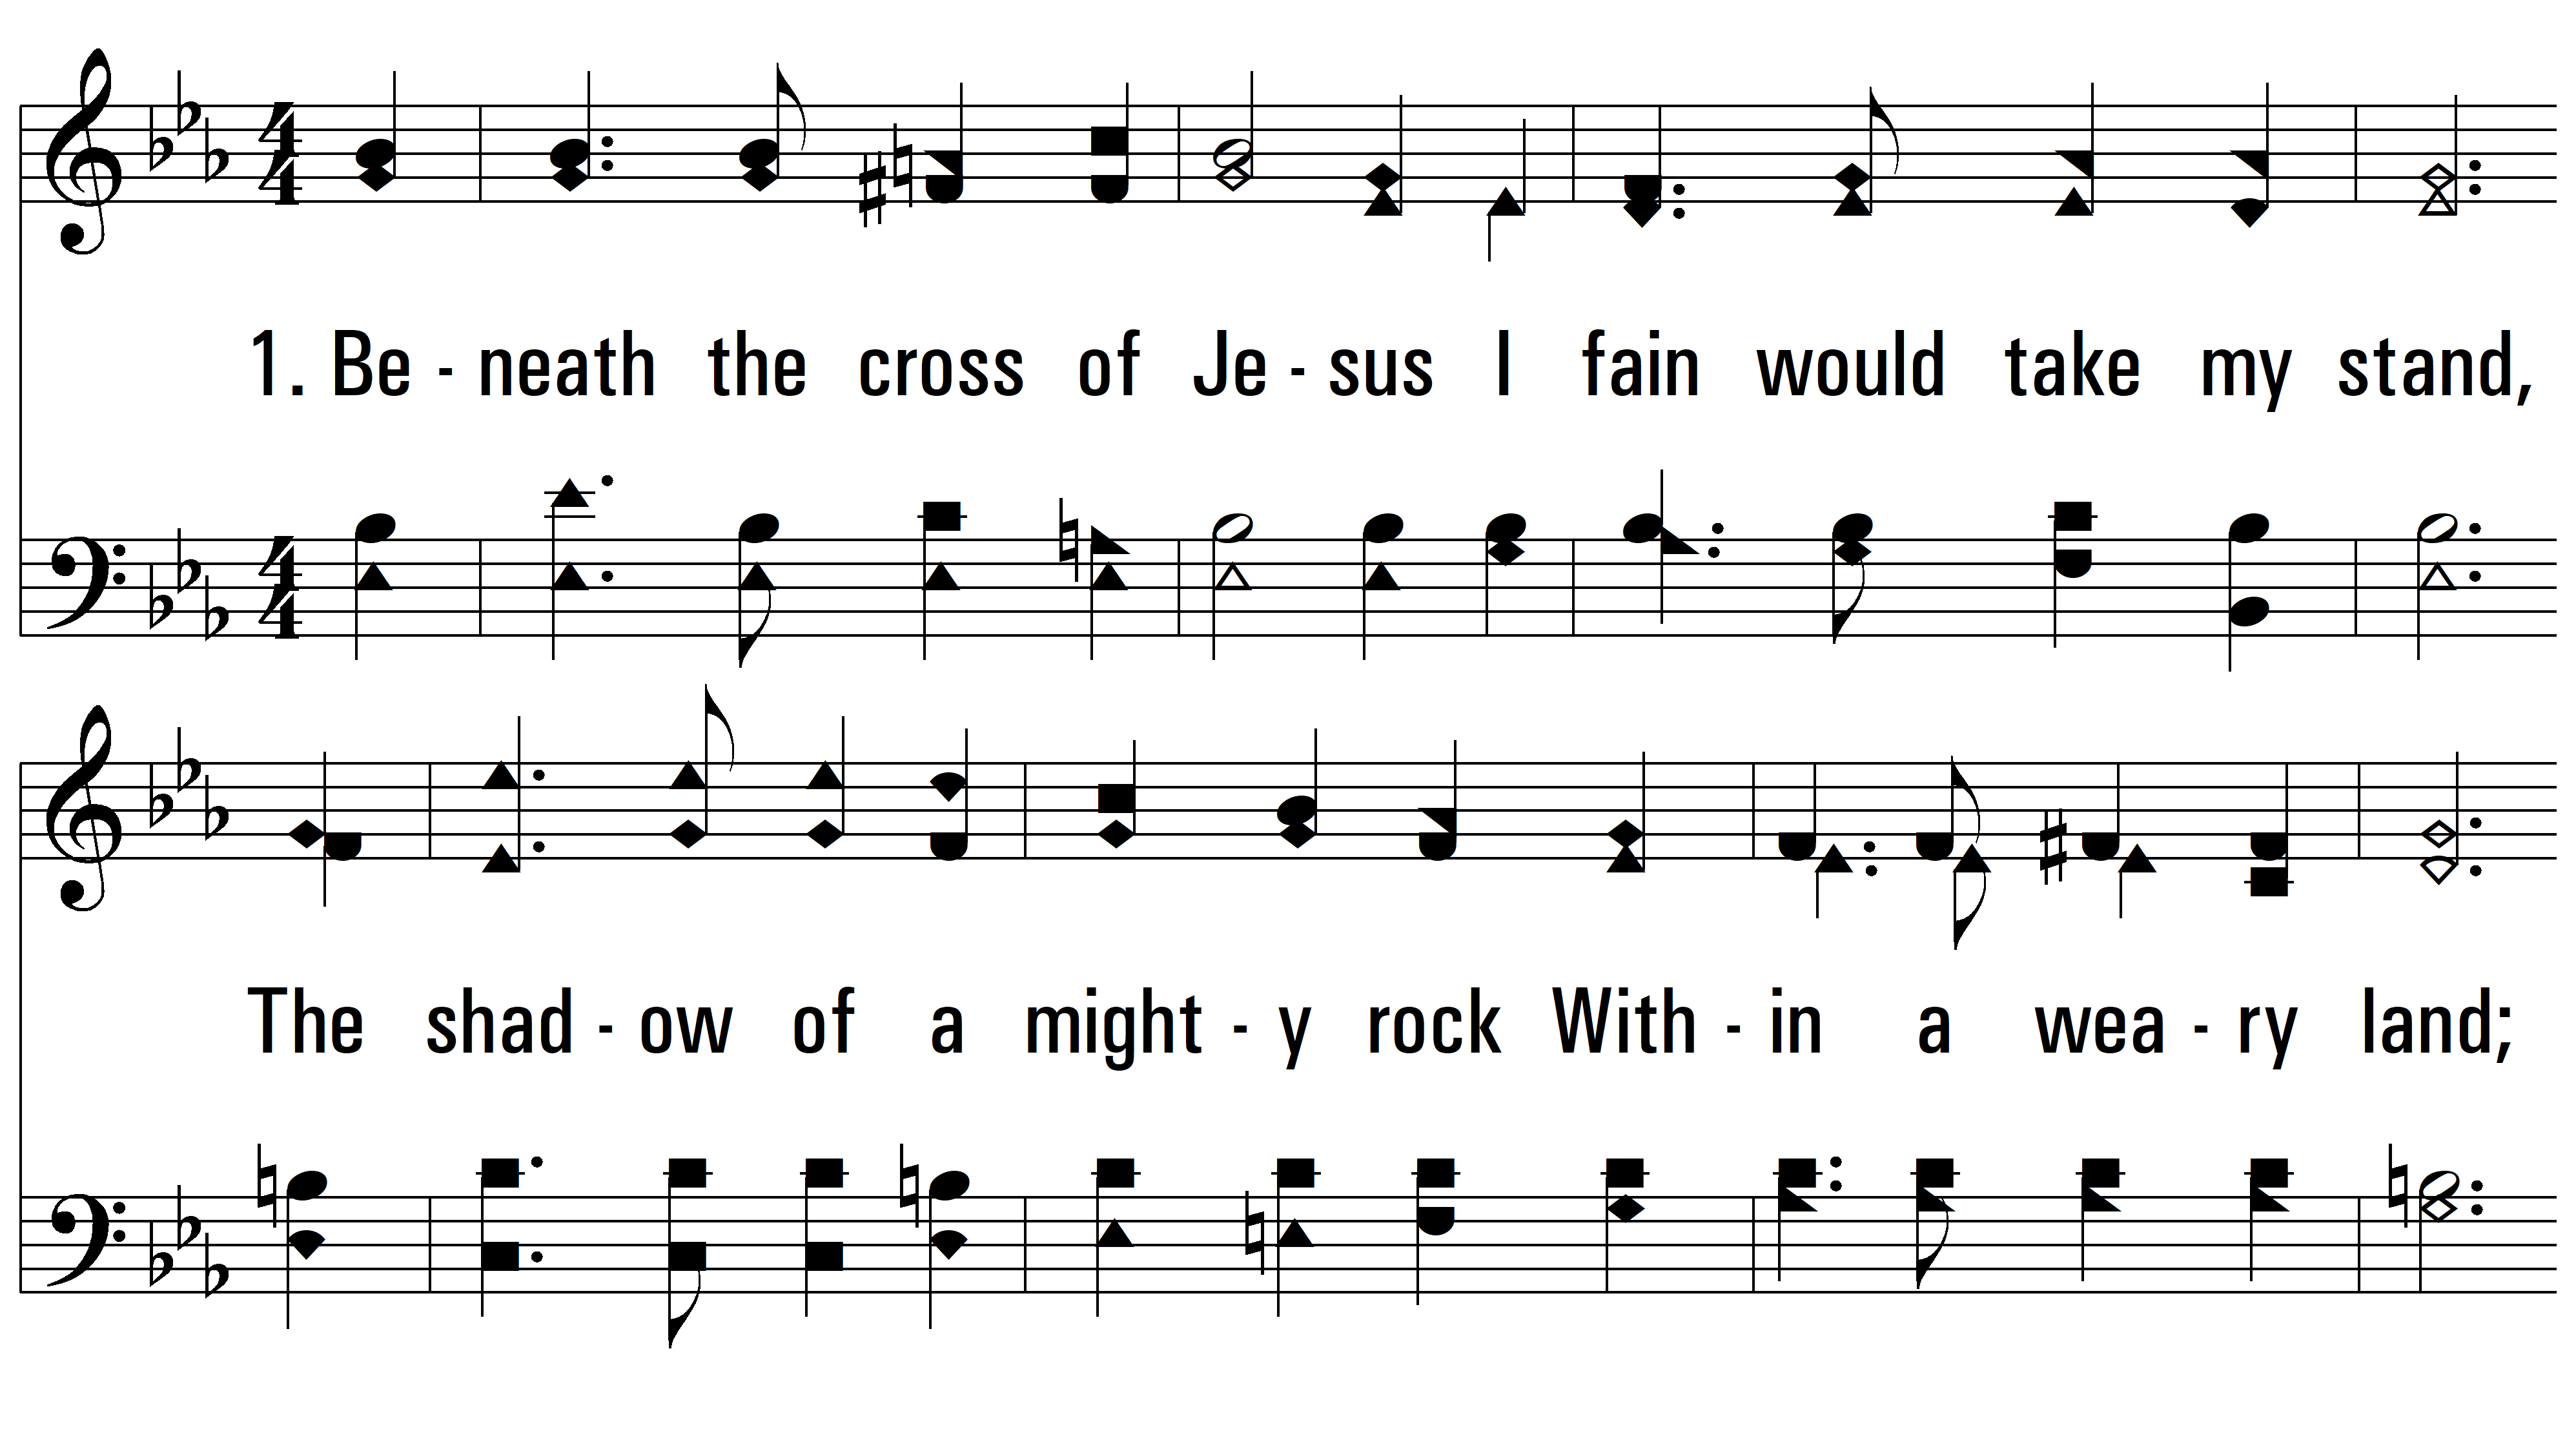 1. Be - neath the cross of Je - sus I fain would take my stand,
The shad - ow of a might - y rock With - in a wea - ry land;